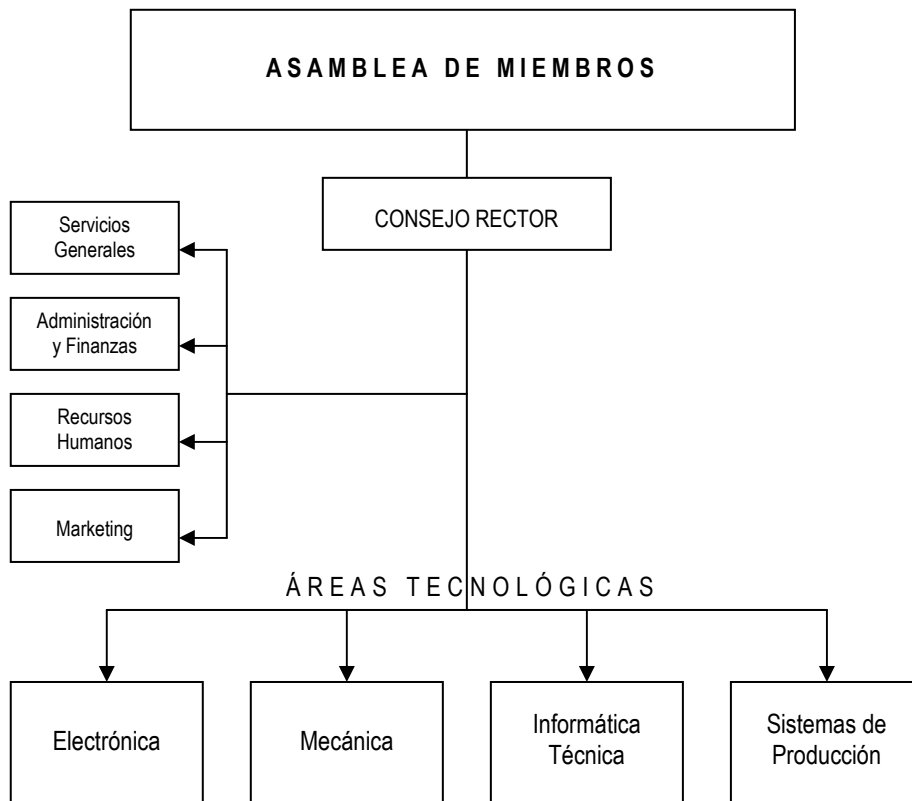 ASAMBLEA DE MIEMBROS
CONSEJO RECTOR
Servicios
Generales
Administración
y Finanzas
Recursos
Humanos
Marketing
ÁREAS TECNOLÓGICAS
Electrónica
Mecánica
Informática
Técnica
Sistemas de
Producción